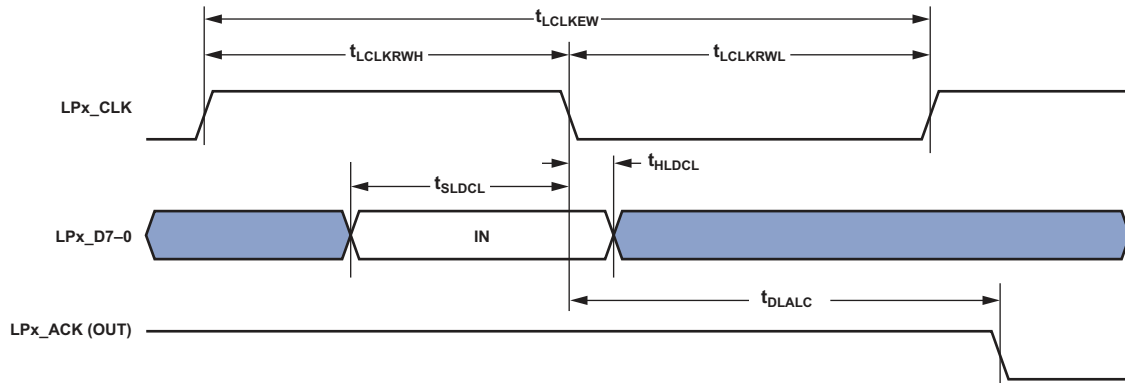 tLCLKEW
tLCLKRWH
tLCLKRWL
LPx_CLK
tHLDCL
tSLDCL
LPx_D7–0
IN
tDLALC
LPx_ACK (OUT)